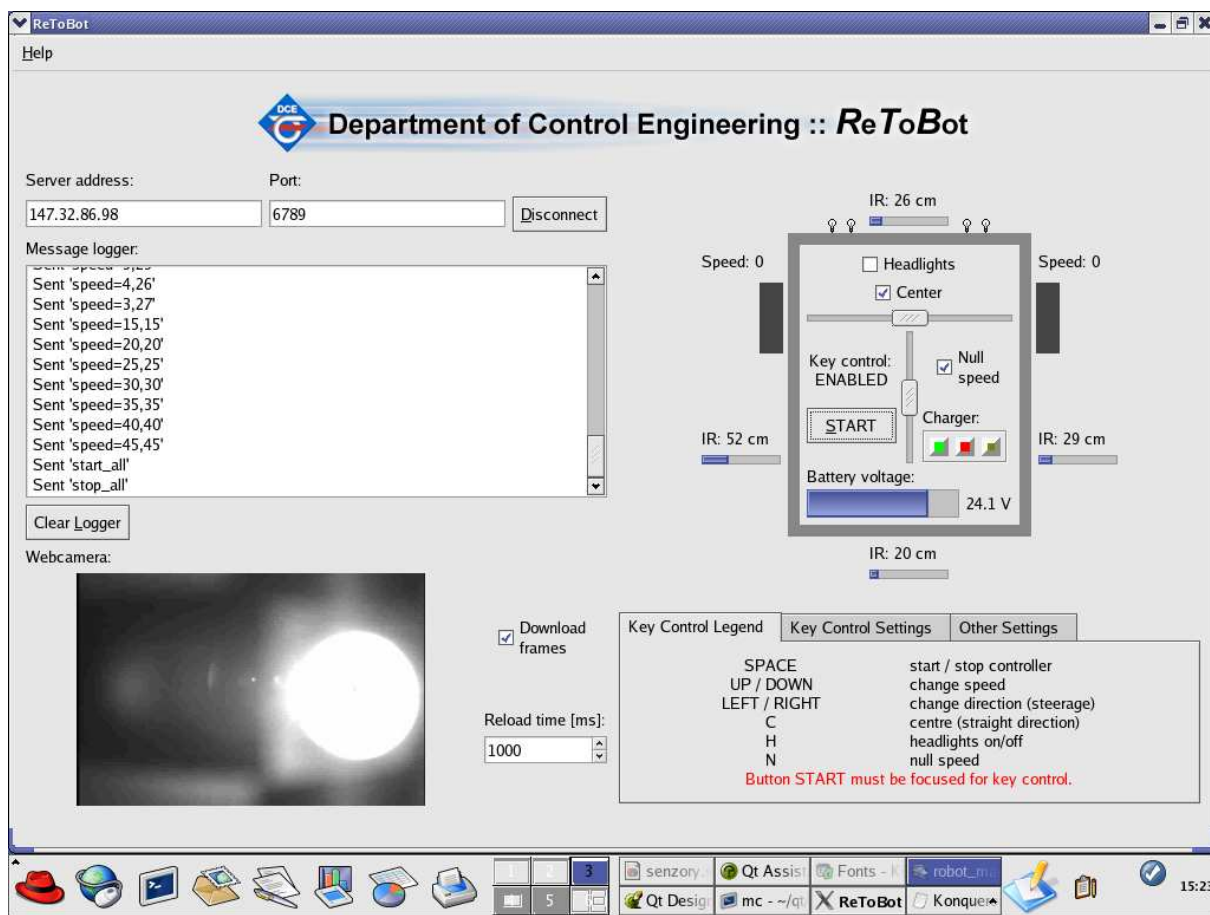 ReToBot
Help
DCE
Department of Control Engineering :: ReToBot
Server address:
Port:
147.32.86.98
6789
Disconnect
Message logger:
Sent 'speed=4,26'
Sent 'speed=3,27'
Sent 'speed=15,15'
Sent 'speed=20,20'
Sent 'speed=25,25'
Sent 'speed=30,30'
Sent 'speed=35,35'
Sent 'speed=40,40'
Sent 'speed=45,45'
Sent 'start_all'
Sent 'stop_all'
Clear Logger
Webcamera:
Download
frames
Reload time [ms]:
1000
IR: 26 cm
Speed: 0
Speed: 0
Headlights
Center
Key control:
ENABLED
Null
speed
START
Charger:
IR: 52 cm
IR: 29 cm
Battery voltage:
24.1 V
IR: 20 cm
Key Control Legend
Key Control Settings
Other Settings
SPACE start / stop controller
UP / DOWN change speed
LEFT / RIGHT change direction (steerage)
C centre (straight direction)
H headlights on/off
N null speed
Button START must be focused for key control.
1 2 3
5
senzory.
Qt Assist
Fonts - K
robot_m
Qt Desig
mc - ~/qt
ReToBot
Konquer
15:23